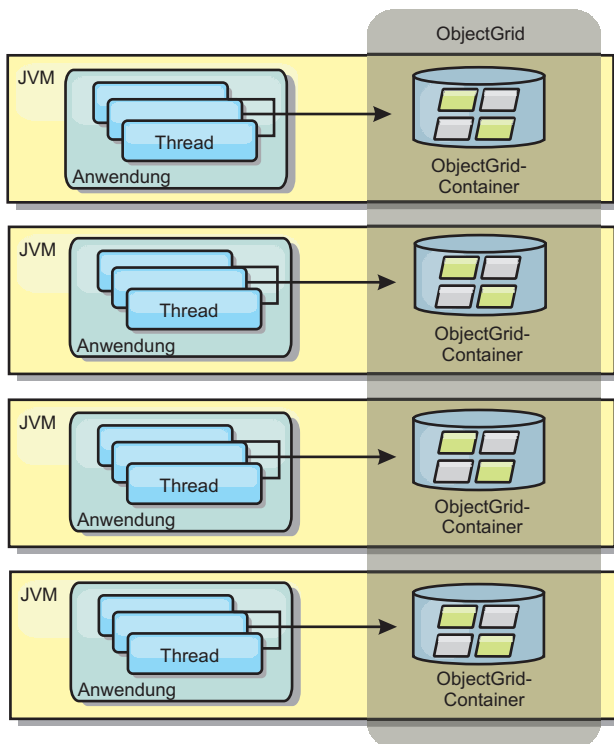 ObjectGrid
JVM
Thread
Anwendung
ObjectGrid-
Container
JVM
Thread
Anwendung
ObjectGrid-
Container
JVM
Thread
Anwendung
ObjectGrid-
Container
JVM
Thread
Anwendung
ObjectGrid-
Container